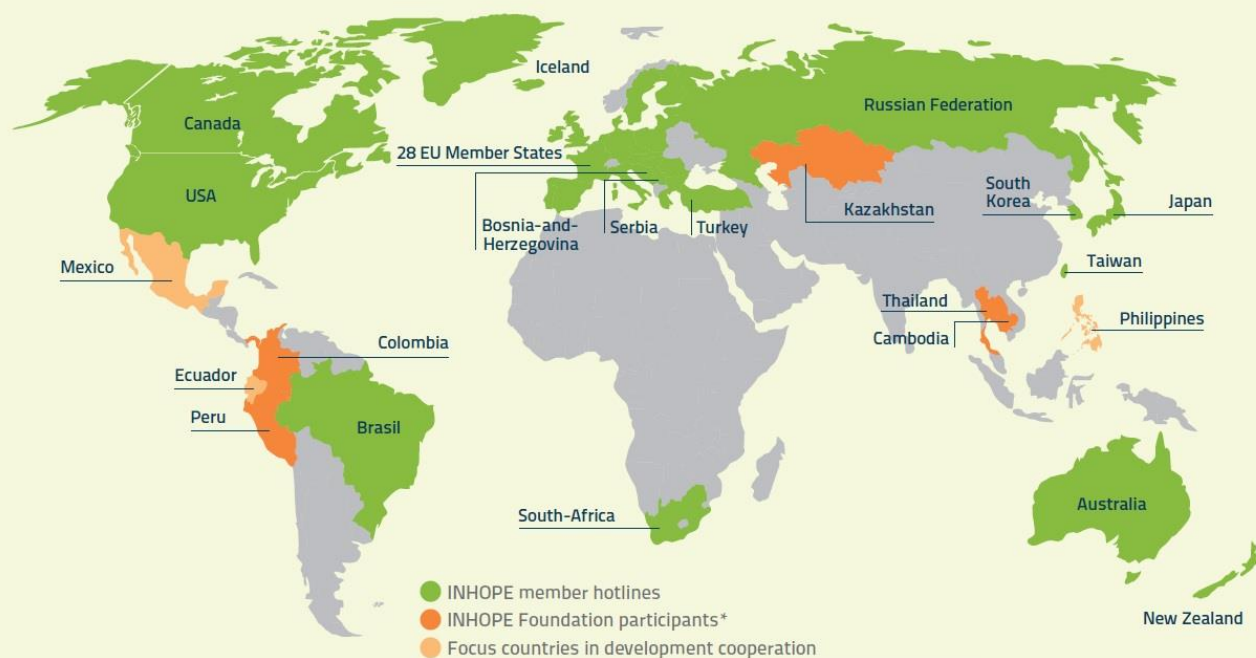 Iceland
Russian Federation
Canada
28 EU Member States
USA
South
Korea
Japan
Kazakhstan
Bosnia-and-
Herzegovina
Serbia
Turkey
Mexico
Taiwan
Thailand
Philippines
Cambodia
Colombia
Ecuador
Peru
Brasil
South-Africa
Australia
New Zealand
INHOPE member hotlines
INHOPE Foundation participants*
Focus countries in development cooperation